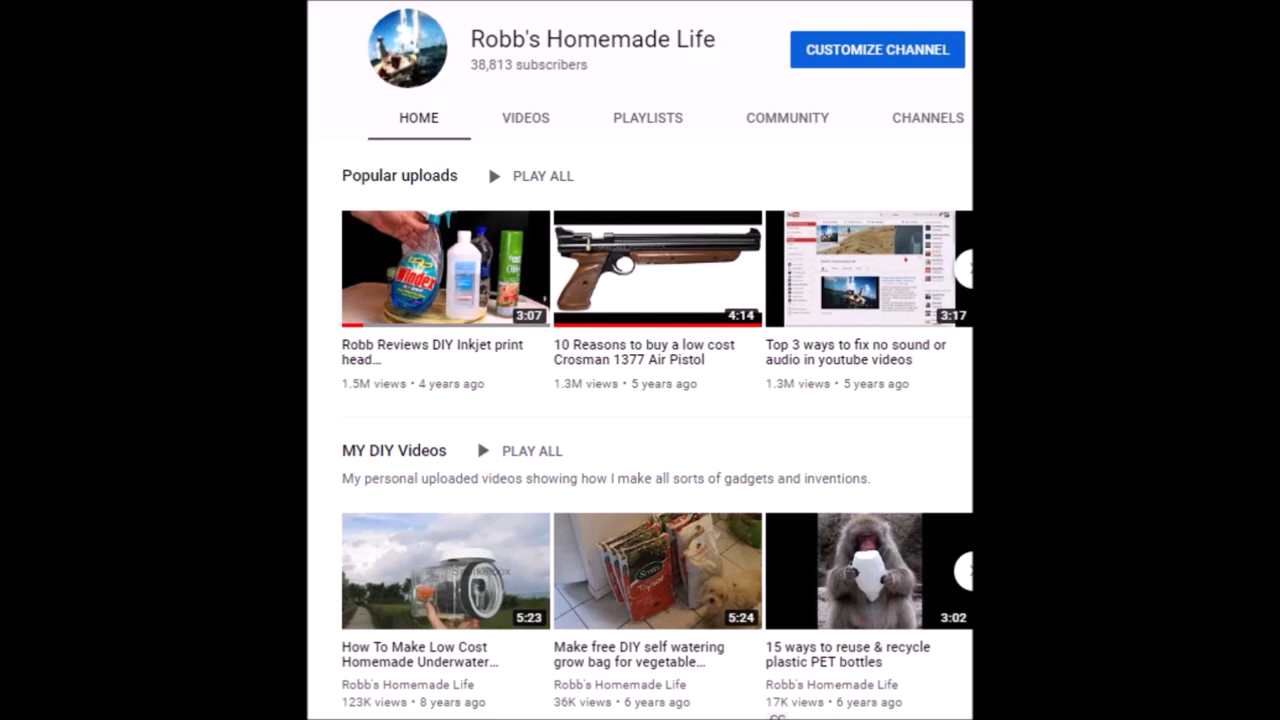 Robb's Homemade Life
38,813 subscribers
CUSTOMIZE CHANNEL
HOME VIDEOS PLAYLISTS COMMUNITY CHANNELS
Popular uploads PLAY ALL
Windex
3:07
4:14
3:17
Robb Reviews DIY Inkjet print
head...
1.5M views • 4 years ago
10 Reasons to buy a low cost
Crosman 1377 Air Pistol
1.3M views • 5 years ago
Top 3 ways to fix no sound or
audio in youtube videos
1.3M views • 5 years ago
MY DIY Videos PLAY ALL
My personal uploaded videos showing how I make all sorts of gadgets and inventions.
5:23
Scotts
5:24
3:02
How To Make Low Cost
Homemade Underwater...
Robb's Homemade Life
123K views • 8 years ago
Make free DIY self watering
grow bag for vegetable...
Robb's Homemade Life
36K views • 6 years ago
15 ways to reuse & recycle
plastic PET bottles
Robb's Homemade Life
17K views • 6 years ago